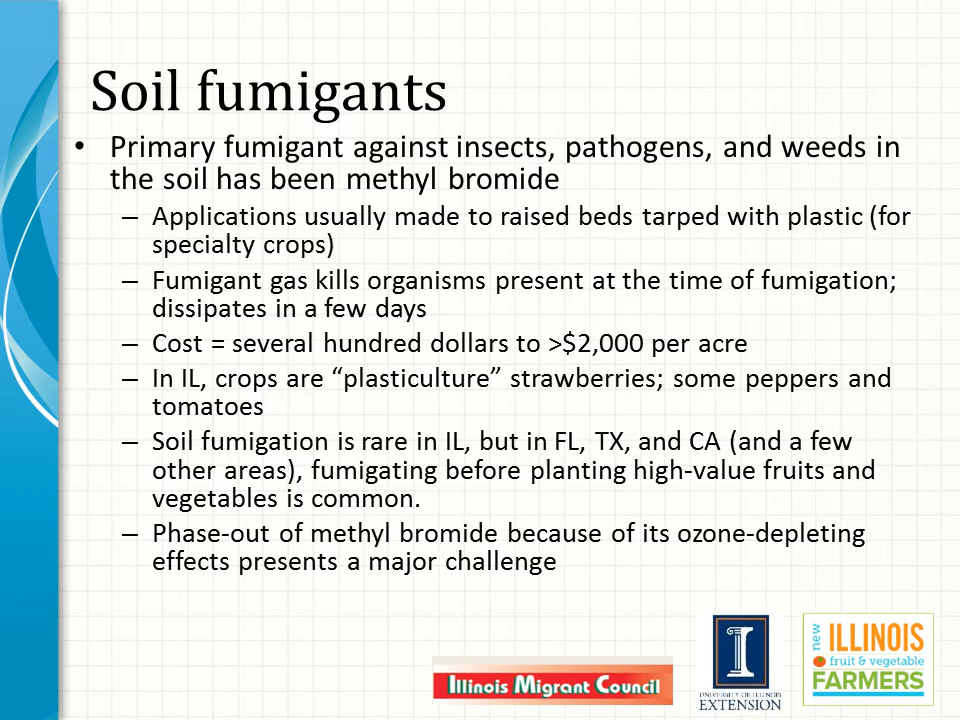 Soil fumigants
• Primary fumigant against insects, pathogens, and weeds in
the soil has been methyl bromide
– Applications usually made to raised beds tarped with plastic (for
specialty crops)
– Fumigant gas kills organisms present at the time of fumigation;
dissipates in a few days
– Cost = several hundred dollars to >$2,000 per acre
– In IL, crops are “plasticulture” strawberries; some peppers and
tomatoes
– Soil fumigation is rare in IL, but in FL, TX, and CA (and a few
other areas), fumigating before planting high-value fruits and
vegetables is common.
– Phase-out of methyl bromide because of its ozone-depleting
effects presents a major challenge
Illinois Migrant Council
I
UNIVERSITY OF ILLINOIS
EXTENSION
new
ILLINOIS
fruit & vegetable
FARMERS